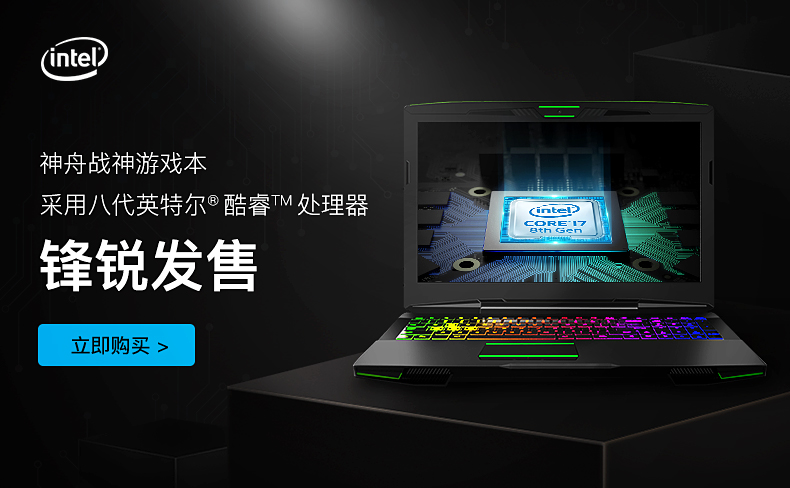 intel
神舟战神游戏本
采用八代英特尔® 酷睿™ 处理器
锋锐发售
立即购买 >
intel
CORE i7
8th Gen